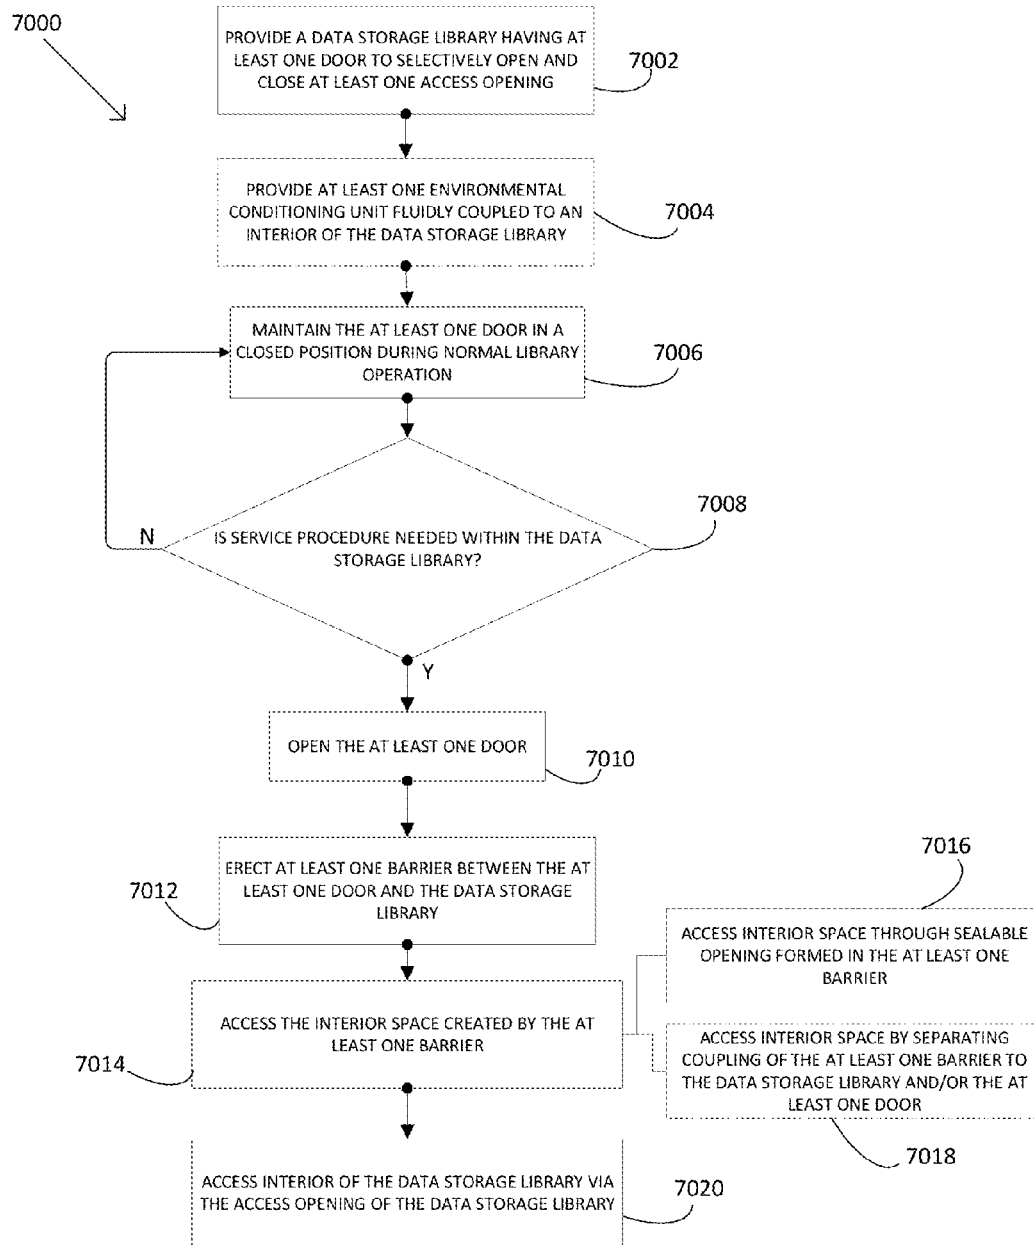 7000
PROVIDE A DATA STORAGE LIBRARY HAVING AT
LEAST ONE DOOR TO SELECTIVELY OPEN AND
CLOSE AT LEAST ONE ACCESS OPENING
7002
PROVIDE AT LEAST ONE ENVIRONMENTAL
CONDITIONING UNIT FLUIDLY COUPLED TO AN
INTERIOR OF THE DATA STORAGE LIBRARY
7004
MAINTAIN THE AT LEAST ONE DOOR IN A
CLOSED POSITION DURING NORMAL LIBRARY
OPERATION
7006
IS SERVICE PROCEDURE NEEDED WITHIN THE DATA
STORAGE LIBRARY?
7008
N
Y
OPEN THE AT LEAST ONE DOOR
7010
ERECT AT LEAST ONE BARRIER BETWEEN THE AT
LEAST ONE DOOR AND THE DATA STORAGE
LIBRARY
7012
ACCESS THE INTERIOR SPACE CREATED BY THE AT
LEAST ONE BARRIER
7014
7016
ACCESS INTERIOR SPACE THROUGH SEALABLE
OPENING FORMED IN THE AT LEAST ONE
BARRIER
ACCESS INTERIOR SPACE BY SEPARATING
COUPLING OF THE AT LEAST ONE BARRIER TO
THE DATA STORAGE LIBRARY AND/OR THE AT
LEAST ONE DOOR
7018
ACCESS INTERIOR OF THE DATA STORAGE LIBRARY VIA
THE ACCESS OPENING OF THE DATA STORAGE LIBRARY
7020